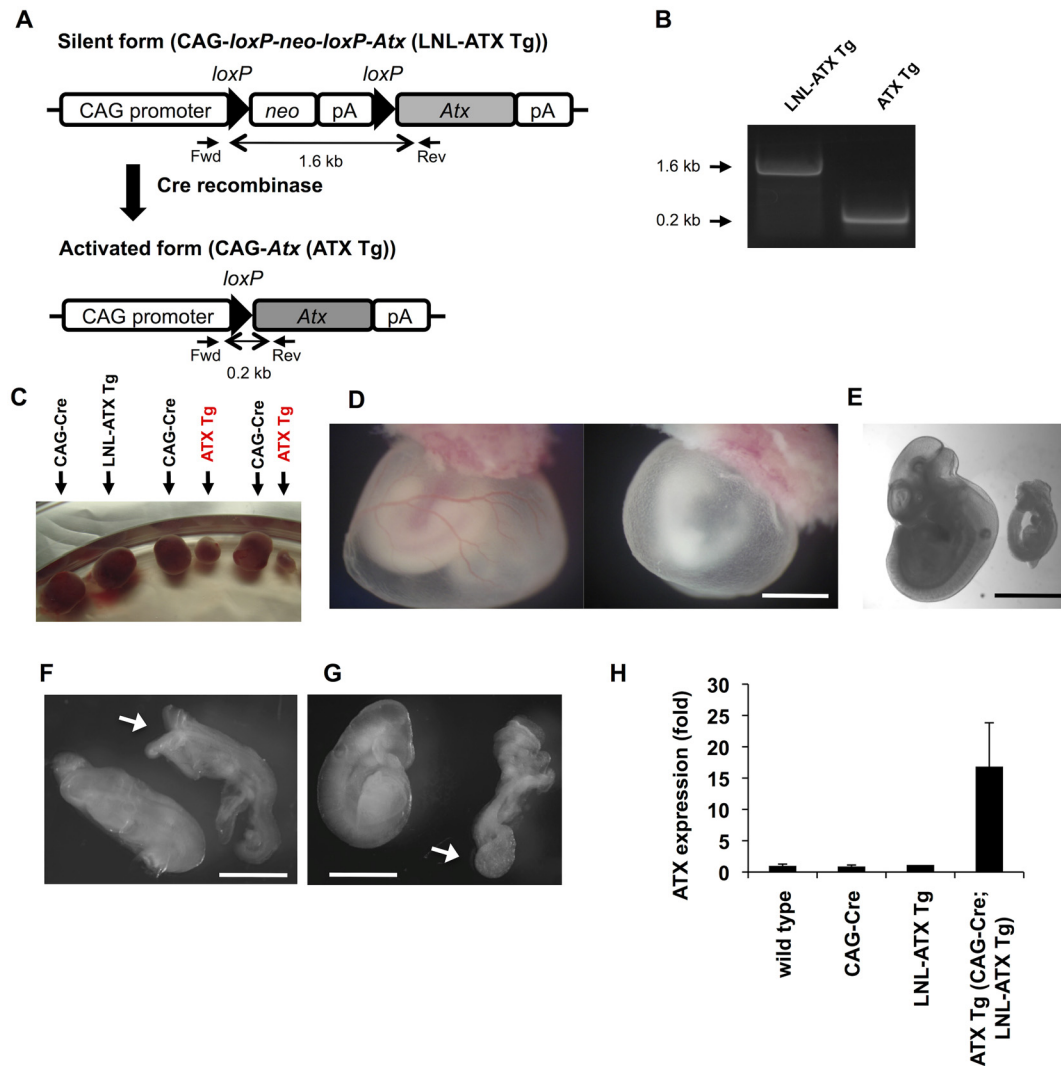 A
Silent form (CAG-loxP-neo-loxP-Atx (LNL-ATX Tg))
loxP loxP
CAG promoter neo pA Atx pA
Fwd 1.6 kb Rev
Cre recombinase
Activated form (CAG-Atx (ATX Tg))
loxP
CAG promoter Atx pA
Fwd Rev
0.2 kb
B
LNL-ATX Tg
ATX Tg
1.6 kb
0.2 kb
C
CAG-Cre
LNL-ATX Tg
CAG-Cre
ATX Tg
CAG-Cre
ATX Tg
D
E
F
G
H
ATX expression (fold)
30
25
20
15
10
5
0
wild type
CAG-Cre
LNL-ATX Tg
ATX Tg (CAG-Cre;
LNL-ATX Tg)